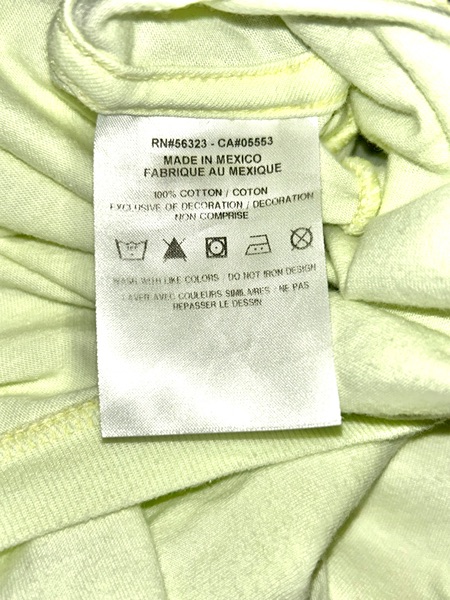 RN#56323 - CA#05553
MADE IN MEXICO
FABRIQUE AU MEXIQUE
100% COTTON / COTON
EXCLUSIVE OF DECORATION / DECORATION
NON COMPRISE
WASH WITH LIKE COLORS : DO NOT IRON DESIGN
LAVER AVEC COULEURS SIMILAIRES : NE PAS
REPASSER LE DESSIN